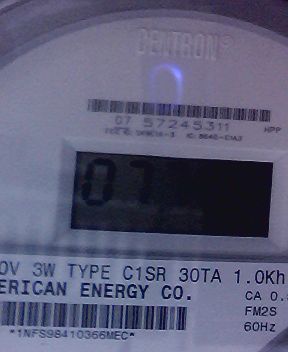 CENTRON®
07 57245311
HPP
07
0V 3W TYPE C1SR 30TA 1.0Kh
ERICAN ENERGY CO.
CA 0.
FM2S
60Hz
*1NFS98410366MEC*